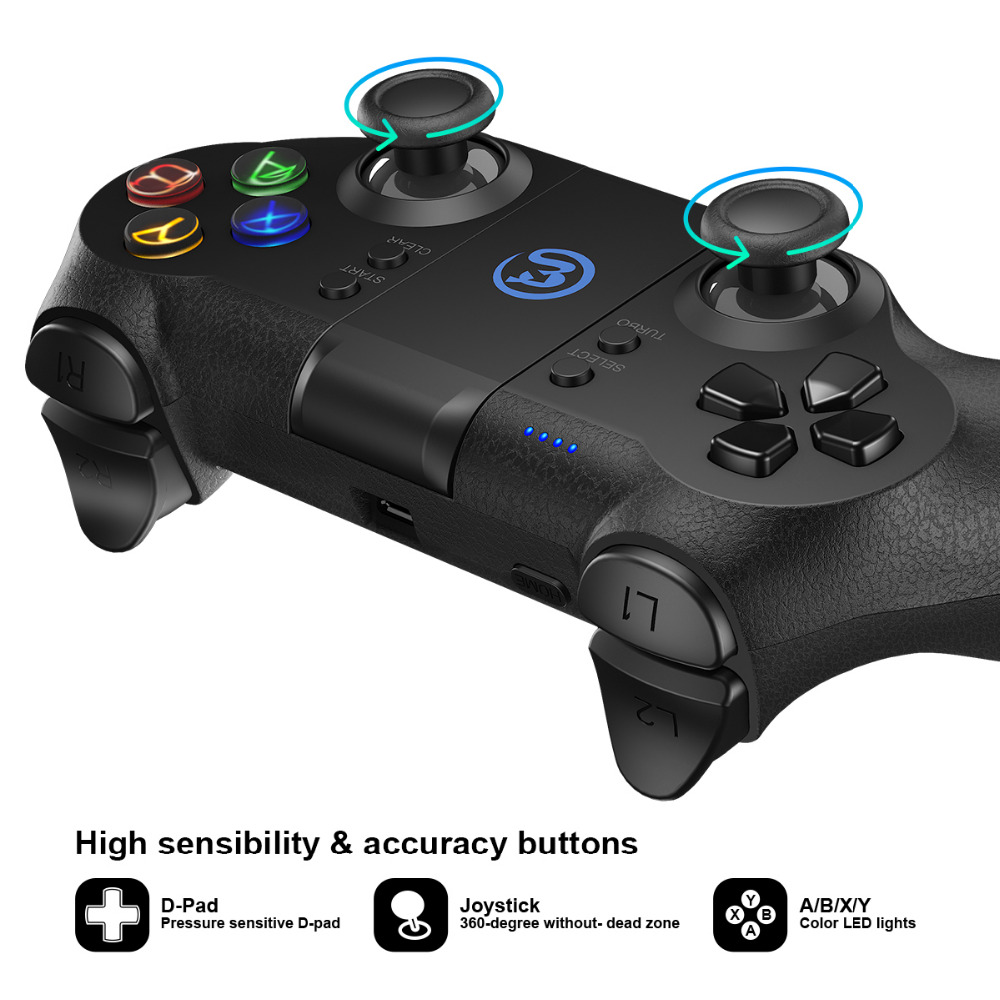 B
A
Y
X
CLEAR
START
TURBO
SELECT
R1
R2
HOME
L1
L2
High sensibility & accuracy buttons
D-Pad
Pressure sensitive D-pad
Joystick
360-degree without- dead zone
Y
X B
A
A/B/X/Y
Color LED lights